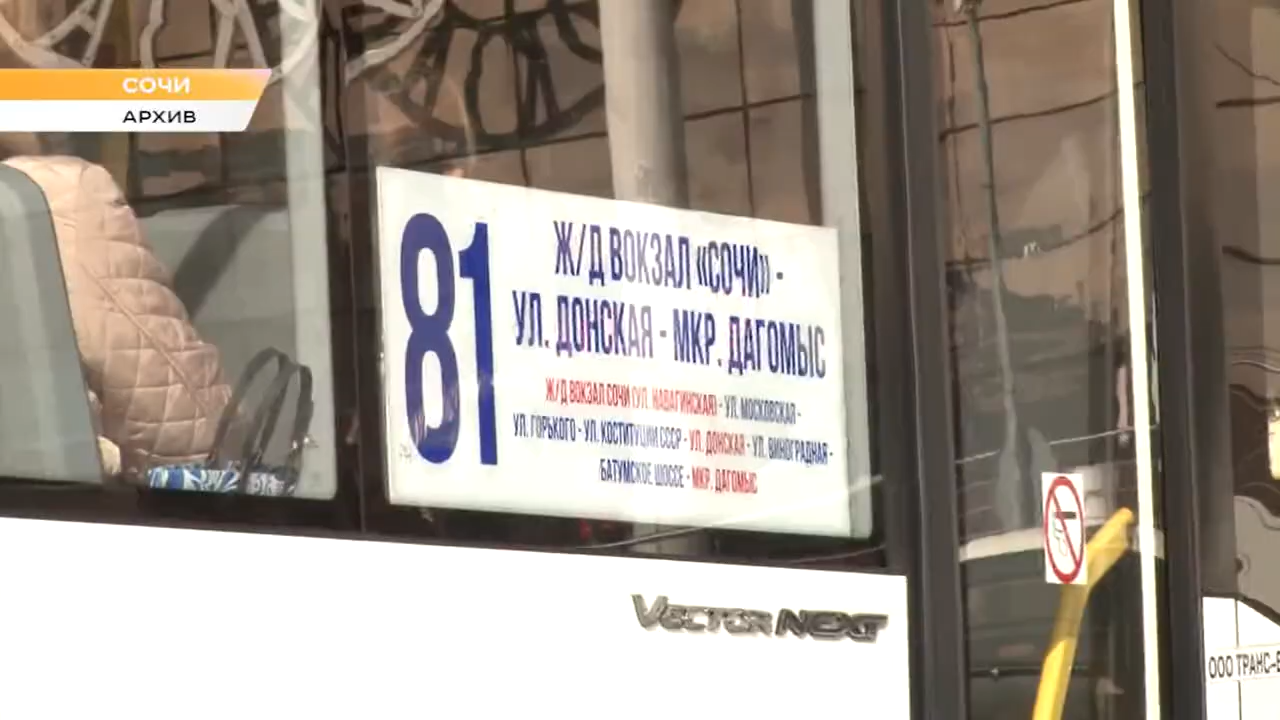 СОЧИ
АРХИВ
81
Ж/Д ВОКЗАЛ «СОЧИ» -
УЛ. ДОНСКАЯ - МКР. ДАГОМЫС
Ж/Д ВОКЗАЛ СОЧИ (УЛ. НАВАГИНСКАЯ) - УЛ. МОСКОВСКАЯ -
УЛ. ГОРЬКОГО - УЛ. КОСТИТУЦИИ СССР - УЛ. ДОНСКАЯ - УЛ. ВИНОГРАДНАЯ -
БАТУМСКОЕ ШОССЕ - МКР. ДАГОМЫС
VECTOR NEXT
ООО ТРАНС-